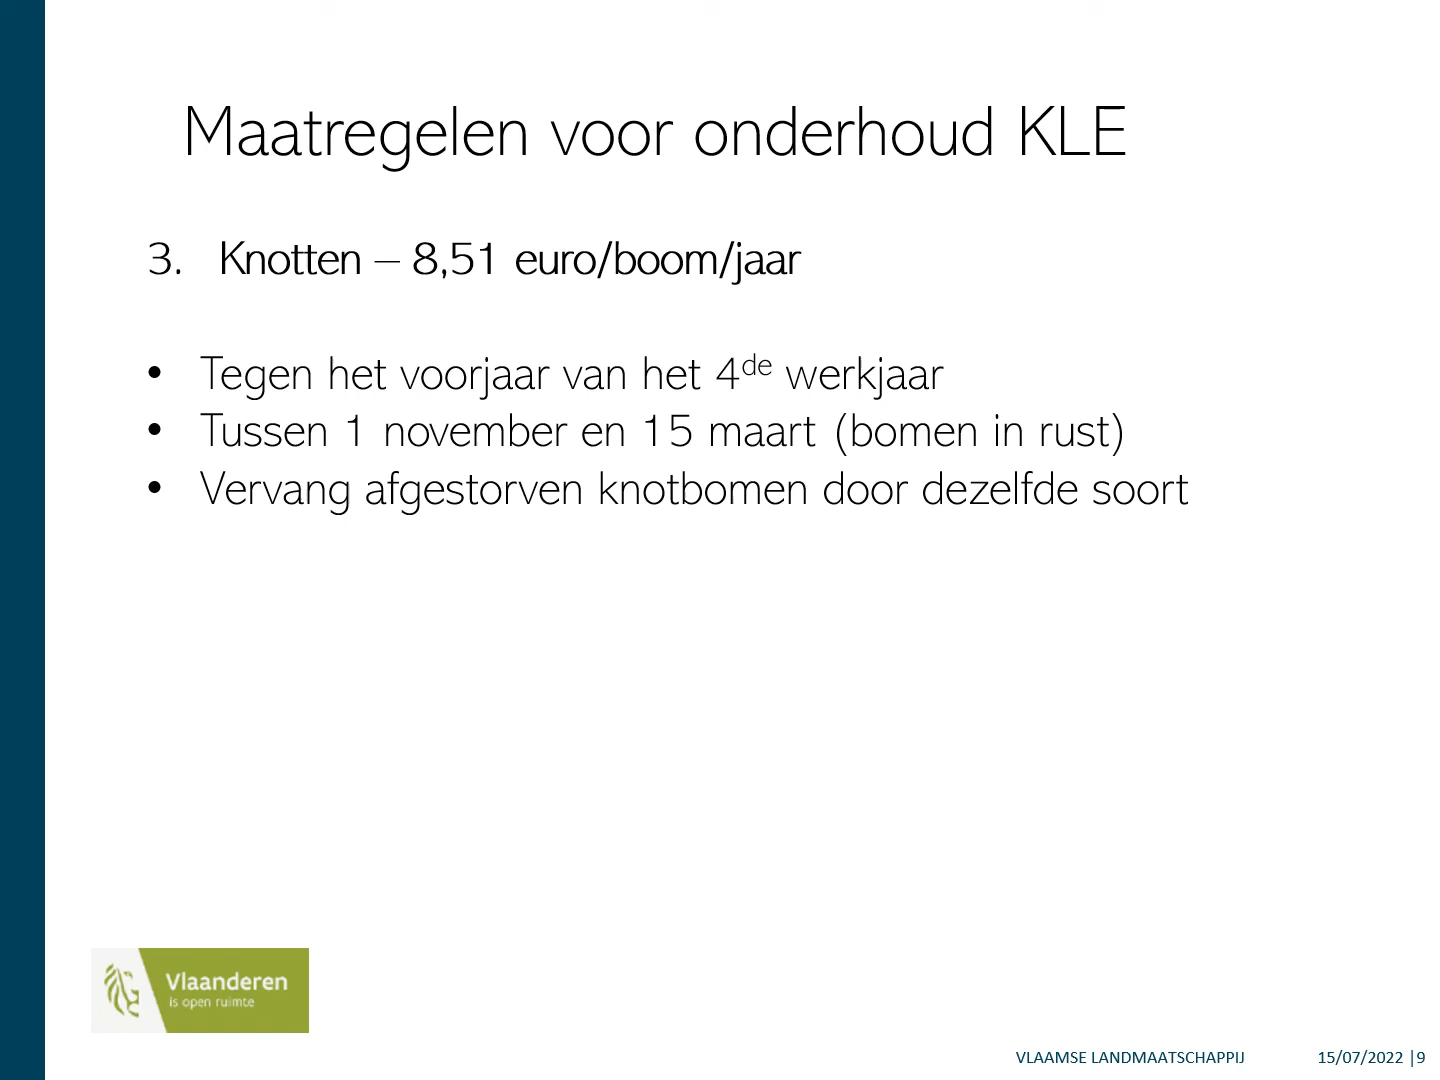 Maatregelen voor onderhoud KLE
3. Knotten – 8,51 euro/boom/jaar
• Tegen het voorjaar van het 4de werkjaar
• Tussen 1 november en 15 maart (bomen in rust)
• Vervang afgestorven knotbomen door dezelfde soort
Vlaanderen
is open ruimte
VLAAMSE LANDMAATSCHAPPIJ 15/07/2022 |9